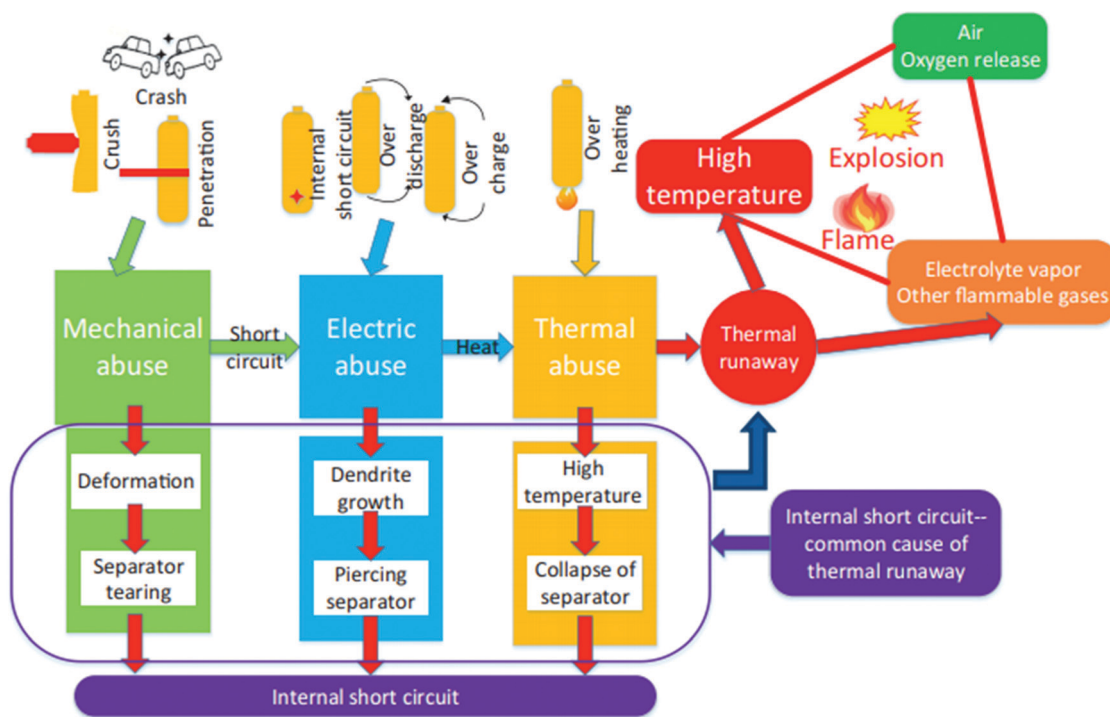 Crash
Crush
Penetration
Internal
short circuit
Over
discharge
Over
charge
Over
heating
Air
Oxygen release
High
temperature
Explosion
Flame
Electrolyte vapor
Other flammable gases
Mechanical
abuse
Short
circuit
Electric
abuse
Heat
Thermal
abuse
Thermal
runaway
Deformation
Separator
tearing
Dendrite
growth
Piercing
separator
High
temperature
Collapse of
separator
Internal short circuit--
common cause of
thermal runaway
Internal short circuit